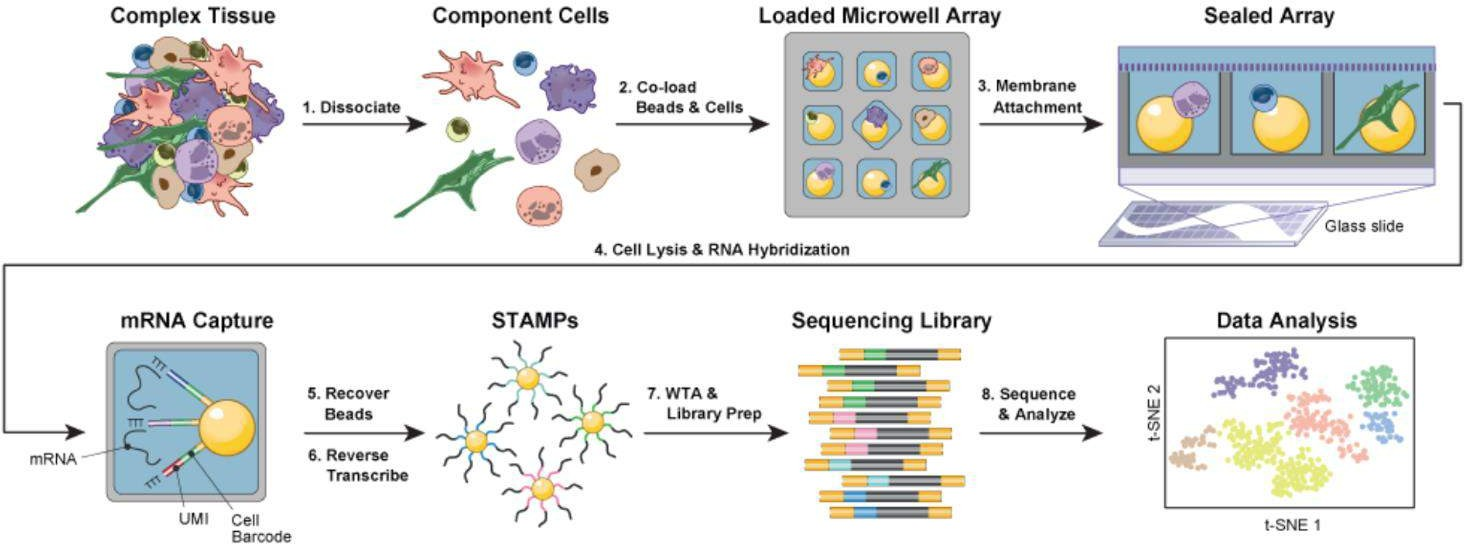 Complex Tissue
Component Cells
Loaded Microwell Array
Sealed Array
1. Dissociate
2. Co-load
Beads & Cells
3. Membrane
Attachment
Glass slide
4. Cell Lysis & RNA Hybridization
mRNA Capture
STAMPs
Sequencing Library
Data Analysis
TTT
TTT
TTT
mRNA
UMI
Cell
Barcode
5. Recover
Beads
6. Reverse
Transcribe
7. WTA &
Library Prep
8. Sequence
& Analyze
t-SNE 2
t-SNE 1